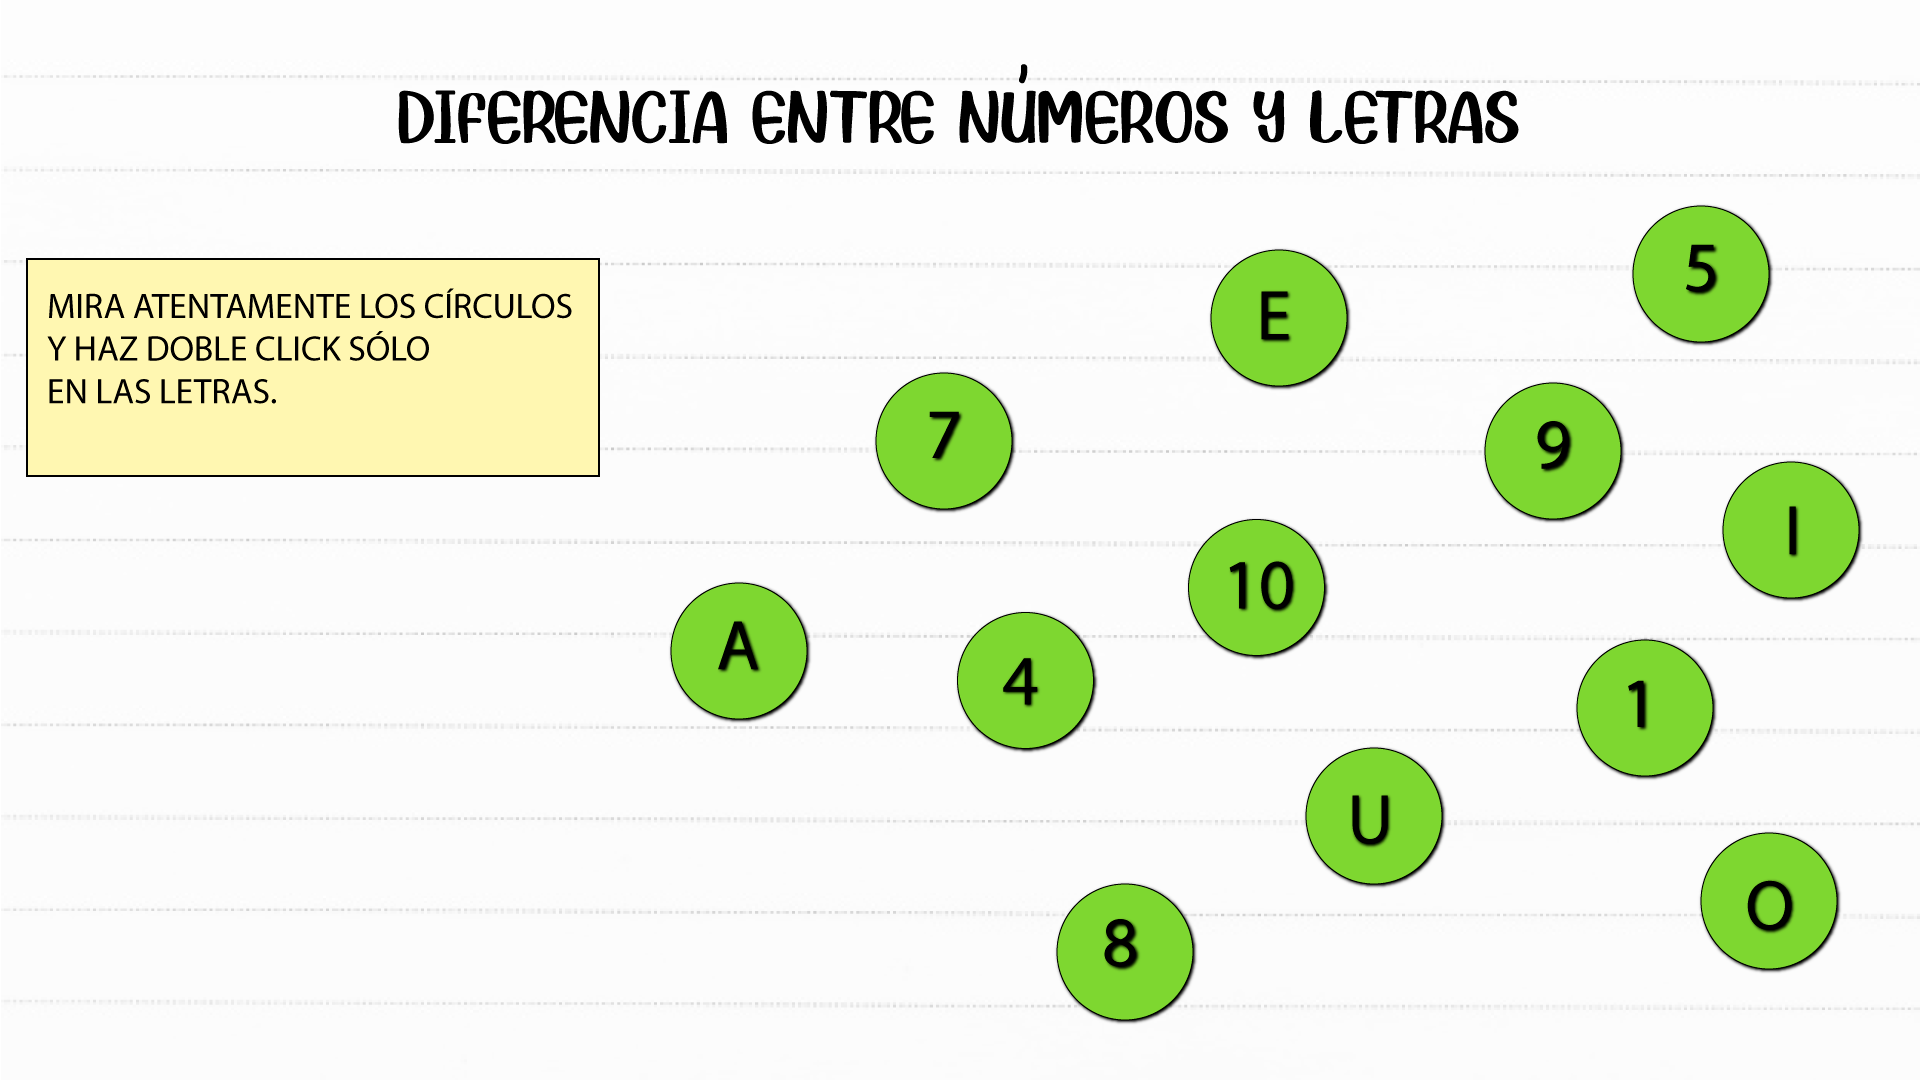 DIFERENCIA ENTRE NÚMEROS Y LETRAS
MIRA ATENTAMENTE LOS CÍRCULOS
Y HAZ DOBLE CLICK SÓLO
EN LAS LETRAS.
5
E
7
9
I
10
A
4
1
U
O
8